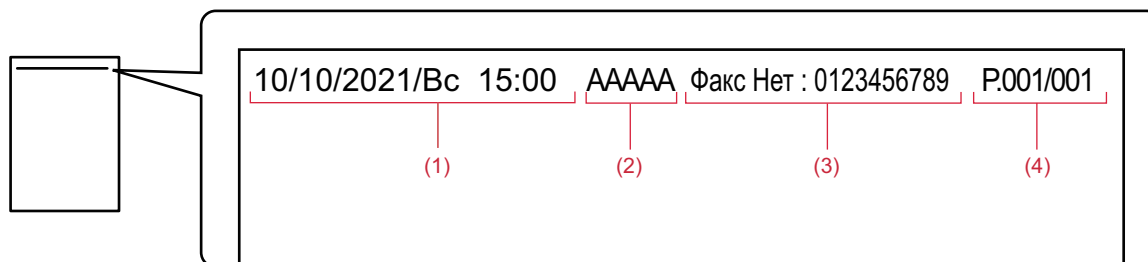 10/10/2021/Вс 15:00 AAAAA Факс Нет : 0123456789 P.001/001
(1) (2) (3) (4)